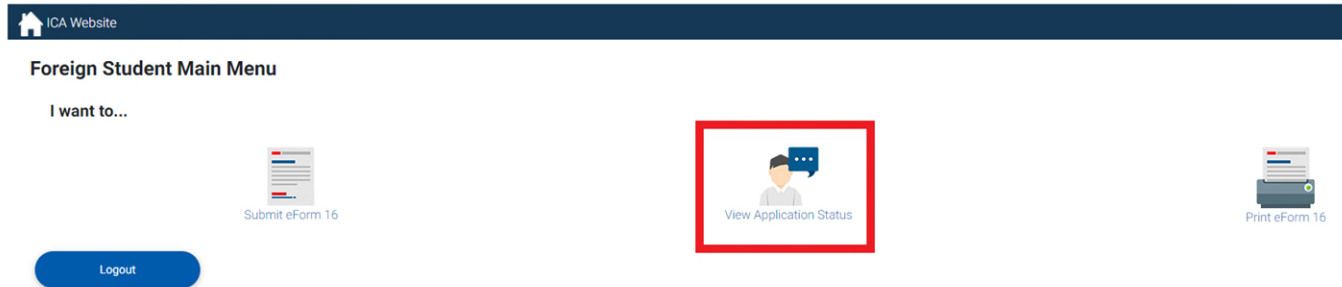 ICA Website
Foreign Student Main Menu
I want to...
Submit eForm 16
View Application Status
Print eForm 16
Logout